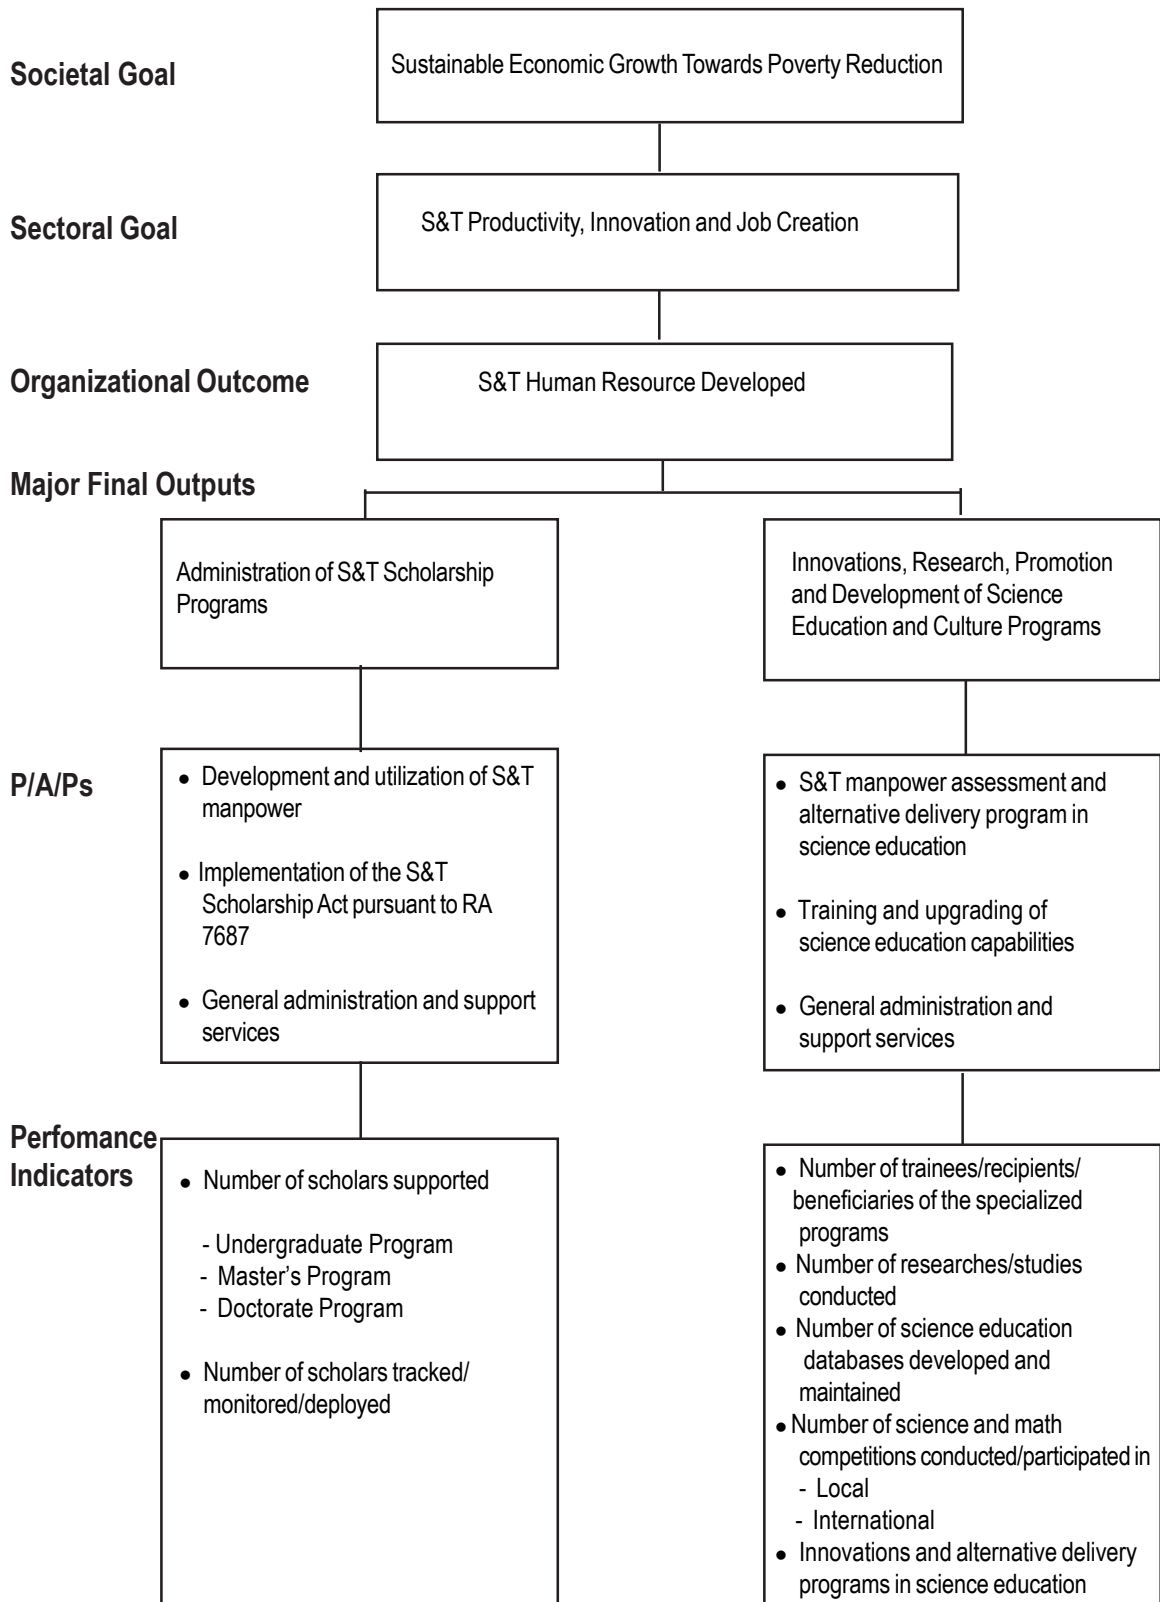 Societal Goal
Sustainable Economic Growth Towards Poverty Reduction
Sectoral Goal
S&T Productivity, Innovation and Job Creation
Organizational Outcome
S&T Human Resource Developed
Major Final Outputs
Administration of S&T Scholarship
Programs
Innovations, Research, Promotion
and Development of Science
Education and Culture Programs
P/A/Ps
● Development and utilization of S&T
manpower
● Implementation of the S&T
Scholarship Act pursuant to RA
7687
● General administration and support
services
● S&T manpower assessment and
alternative delivery program in
science education
● Training and upgrading of
science education capabilities
● General administration and
support services
Perfomance
Indicators
● Number of scholars supported
- Undergraduate Program
- Master's Program
- Doctorate Program
● Number of scholars tracked/
monitored/deployed
● Number of trainees/recipients/
beneficiaries of the specialized
programs
● Number of researches/studies
conducted
● Number of science education
databases developed and
maintained
● Number of science and math
competitions conducted/participated in
- Local
- International
● Innovations and alternative delivery
programs in science education